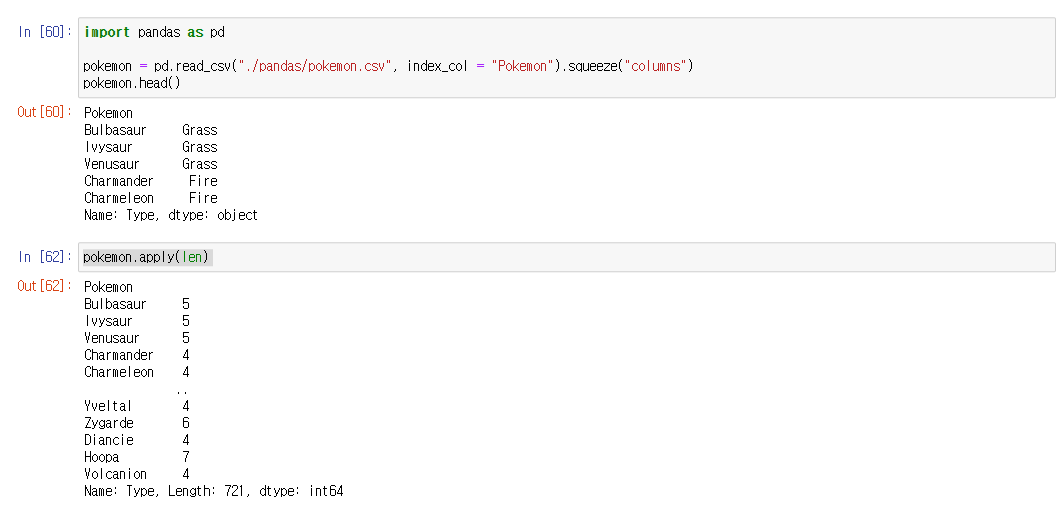 In [60]: import pandas as pd
pokemon = pd.read_csv("./pandas/pokemon.csv", index_col = "Pokemon").squeeze("columns")
pokemon.head()
Out[60]: Pokemon
Bulbasaur Grass
Ivysaur Grass
Venusaur Grass
Charmander Fire
Charmeleon Fire
Name: Type, dtype: object
In [62]: pokemon.apply(len)
Out[62]: Pokemon
Bulbasaur 5
Ivysaur 5
Venusaur 5
Charmander 4
Charmeleon 4
..
Yveltal 4
Zygarde 6
Diancie 4
Hoopa 7
Volcanion 4
Name: Type, Length: 721, dtype: int64